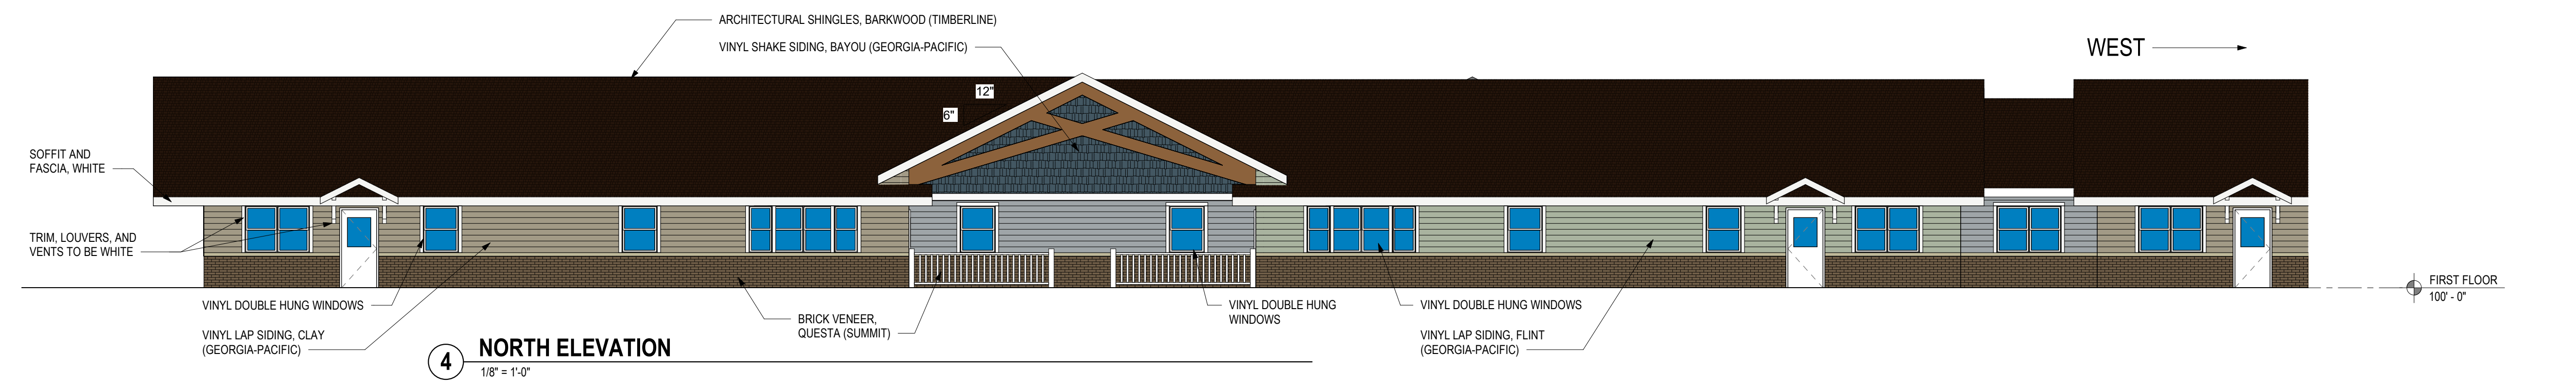 ARCHITECTURAL SHINGLES, BARKWOOD (TIMBERLINE)
VINYL SHAKE SIDING, BAYOU (GEORGIA-PACIFIC)
WEST
12"
6"
SOFFIT AND
FASCIA, WHITE
TRIM, LOUVERS, AND
VENTS TO BE WHITE
VINYL DOUBLE HUNG WINDOWS
VINYL LAP SIDING, CLAY
(GEORGIA-PACIFIC)
BRICK VENEER,
QUESTA (SUMMIT)
VINYL DOUBLE HUNG
WINDOWS
VINYL DOUBLE HUNG WINDOWS
VINYL LAP SIDING, FLINT
(GEORGIA-PACIFIC)
FIRST FLOOR
100' - 0"
4
NORTH ELEVATION
1/8" = 1'-0"